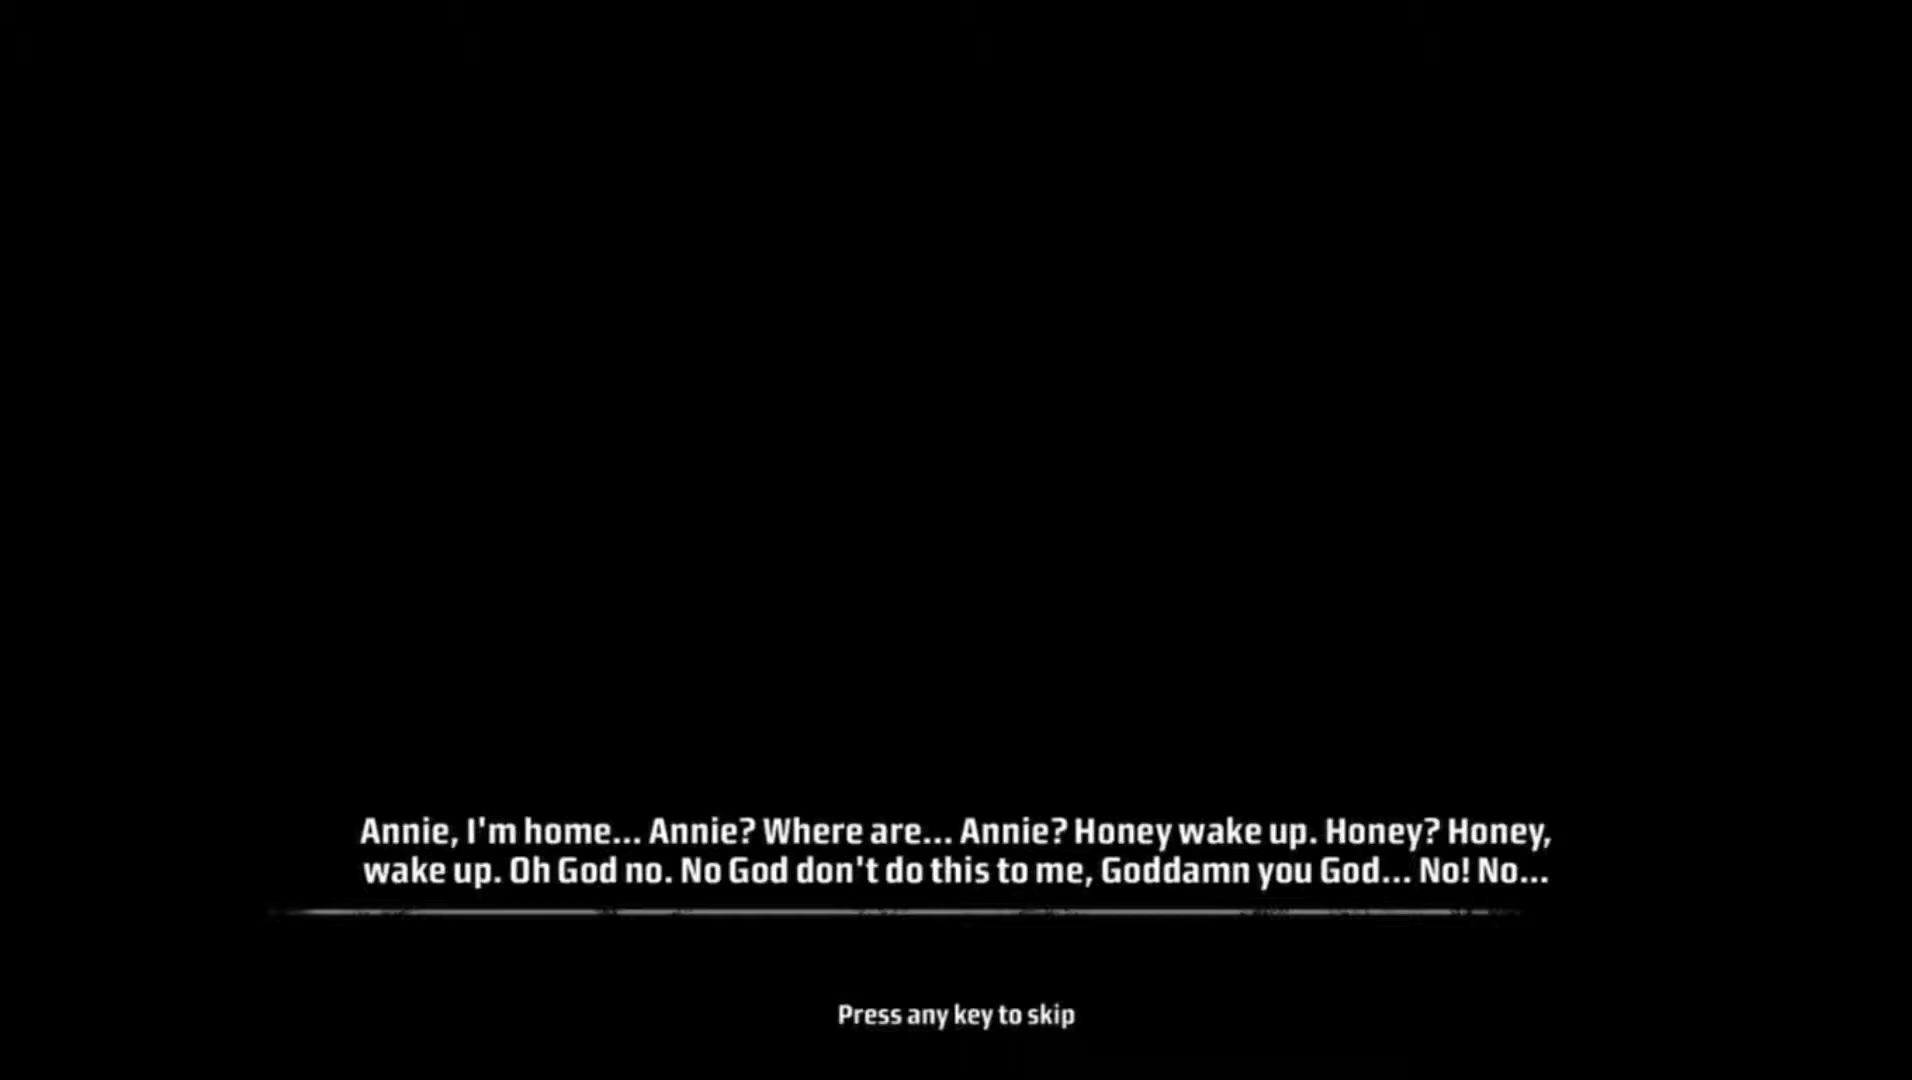 Annie, I'm home... Annie? Where are... Annie? Honey wake up. Honey? Honey,
wake up. Oh God no. No God don't do this to me, Goddamn you God... No! No...
Press any key to skip